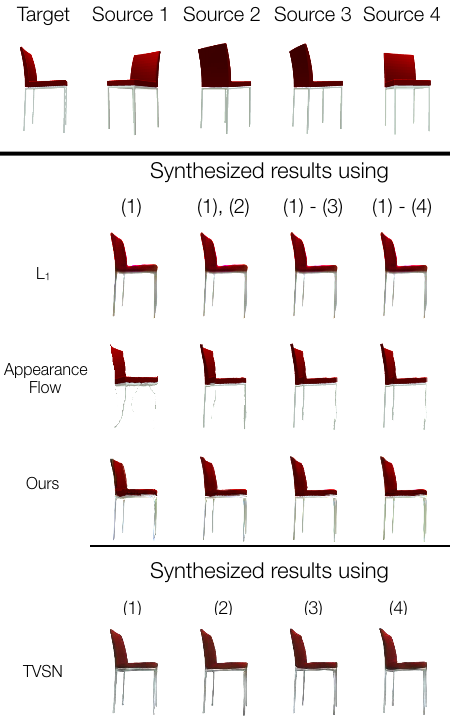 Target Source 1 Source 2 Source 3 Source 4
Synthesized results using
(1) (1), (2) (1) - (3) (1) - (4)
L₁
Appearance
Flow
Ours
Synthesized results using
(1) (2) (3) (4)
TVSN